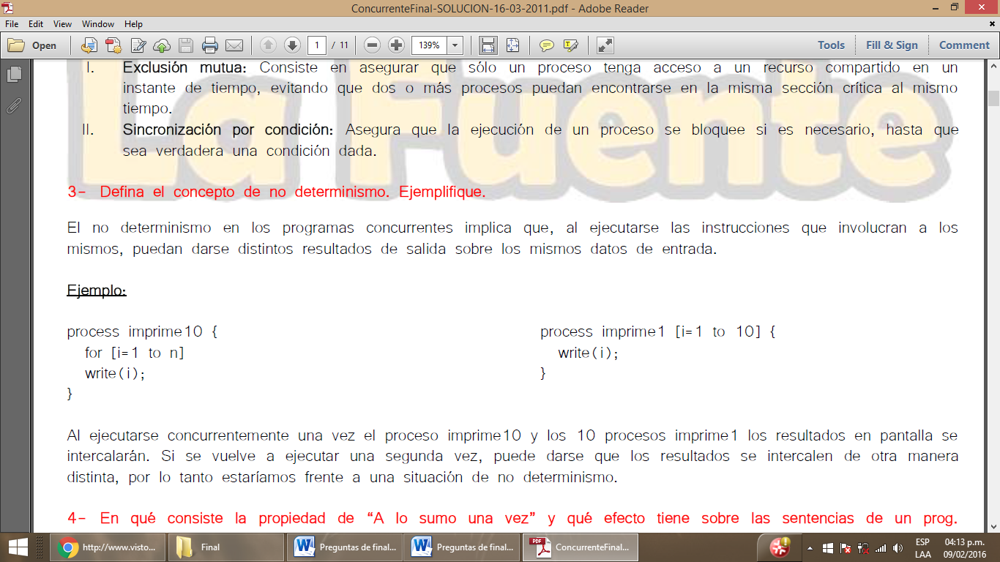 ConcurrenteFinal-SOLUCION-16-03-2011.pdf - Adobe Reader
File Edit View Window Help
Open 1 / 11 139% Tools Fill & Sign Comment
I. Exclusión mutua: Consiste en asegurar que sólo un proceso tenga acceso a un recurso compartido en un
instante de tiempo, evitando que dos o más procesos puedan encontrarse en la misma sección crítica al mismo
tiempo.
II. Sincronización por condición: Asegura que la ejecución de un proceso se bloquee si es necesario, hasta que
sea verdadera una condición dada.
La Fuente
3- Defina el concepto de no determinismo. Ejemplifique.
El no determinismo en los programas concurrentes implica que, al ejecutarse las instrucciones que involucran a los
mismos, puedan darse distintos resultados de salida sobre los mismos datos de entrada.
Ejemplo:
process imprime10 {
for [i=1 to n]
write(i);
}
process imprime1 [i=1 to 10] {
write(i);
}
Al ejecutarse concurrentemente una vez el proceso imprime10 y los 10 procesos imprime1 los resultados en pantalla se
intercalarán. Si se vuelve a ejecutar una segunda vez, puede darse que los resultados se intercalen de otra manera
distinta, por lo tanto estaríamos frente a una situación de no determinismo.
4- En qué consiste la propiedad de “A lo sumo una vez” y qué efecto tiene sobre las sentencias de un prog.
http://www.visto... Final Preguntas de final... Preguntas de final... ConcurrenteFinal... ESP 04:13 p.m.
LAA 09/02/2016